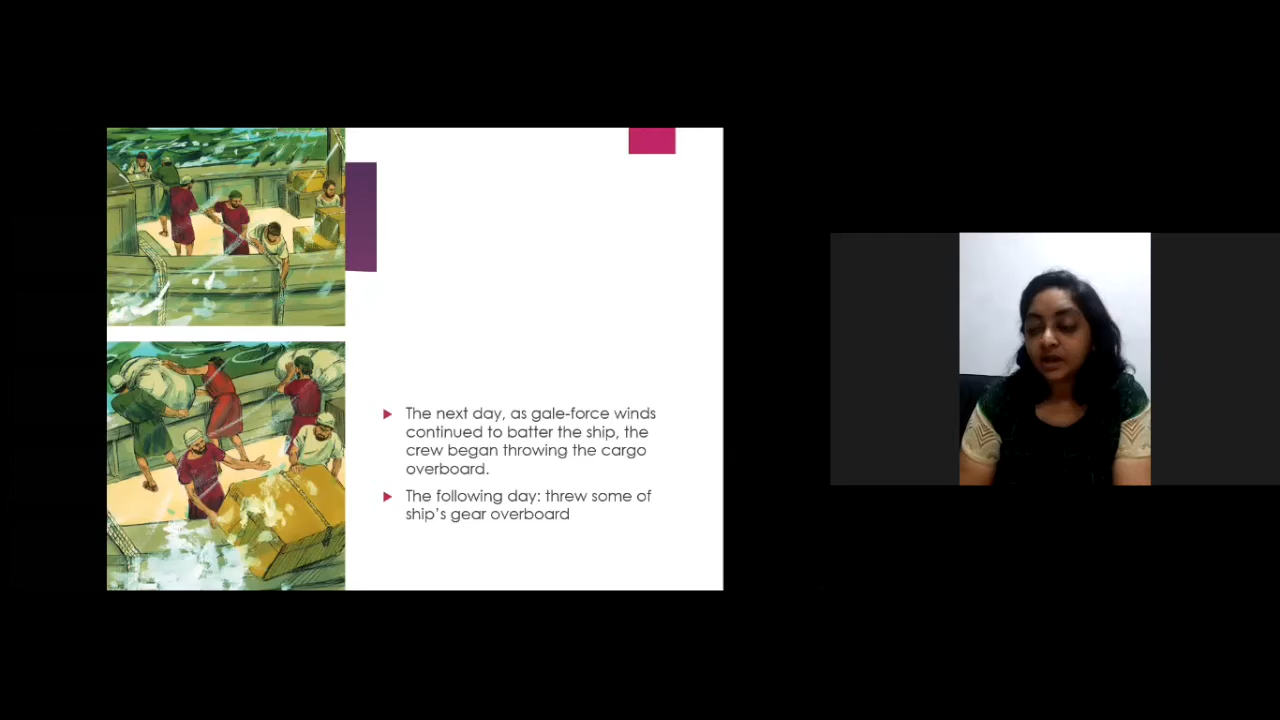 The next day, as gale-force winds
continued to batter the ship, the
crew began throwing the cargo
overboard.
The following day: threw some of
ship's gear overboard